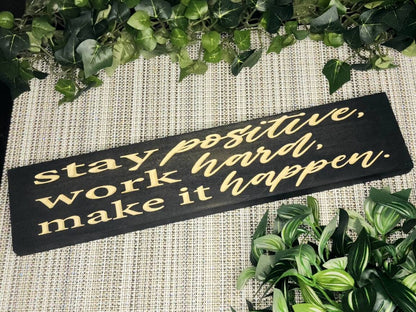 stay positive,
work hard,
make it happen.